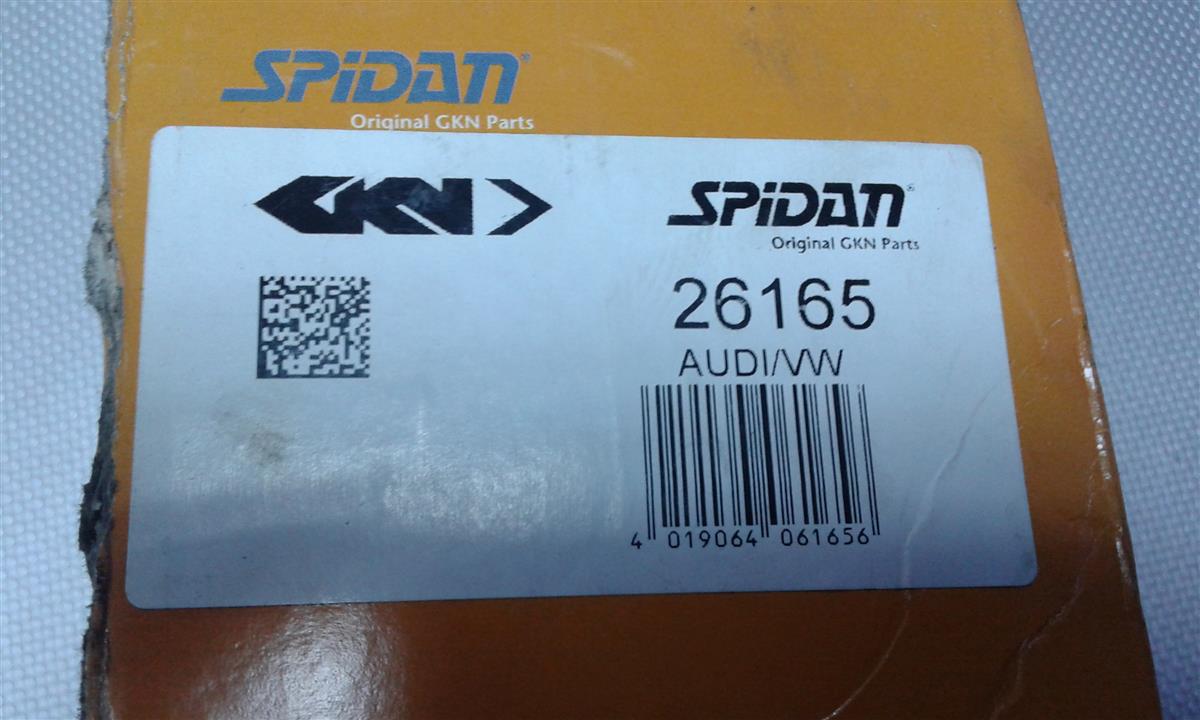 SPiDAN®
Original GKN Parts
GKN
SPiDAN®
Original GKN Parts
26165
AUDI/VW
4 019064 061656